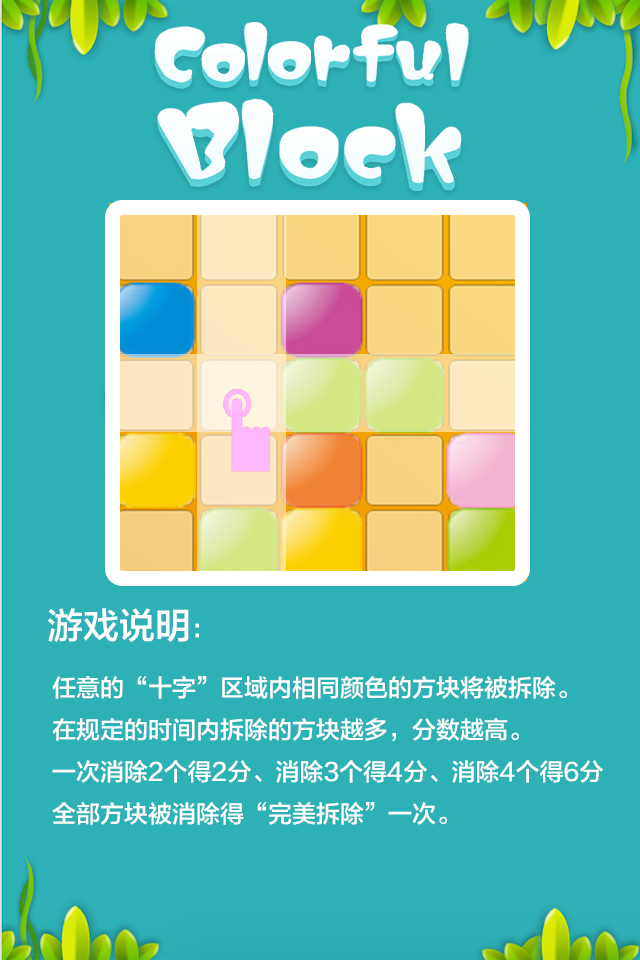 Colorful
Block
游戏说明:
任意的“十字”区域内相同颜色的方块将被拆除。
在规定的时间内拆除的方块越多，分数越高。
一次消除2个得2分、消除3个得4分、消除4个得6分
全部方块被消除得“完美拆除”一次。